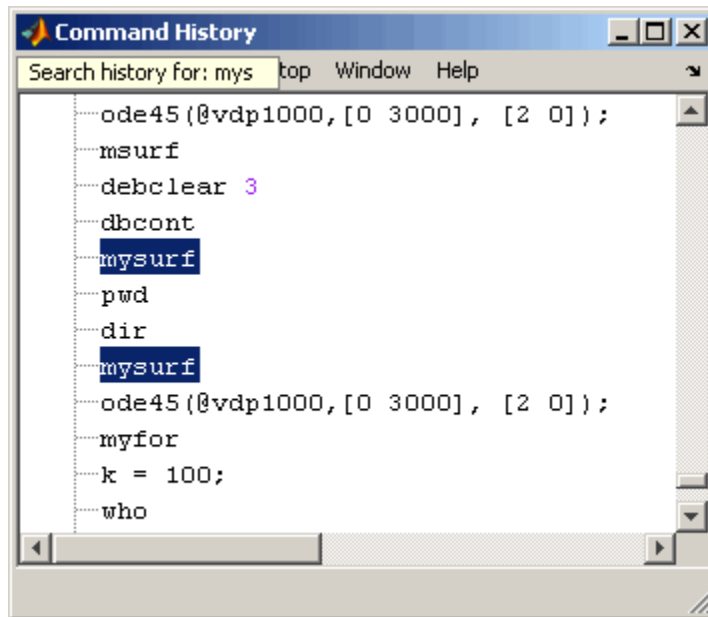 Command History
Search history for: mys top Window Help
ode45(@vdp1000,[0 3000], [2 0]);
msurf
debclear 3
dbcont
mysurf
pwd
dir
mysurf
ode45(@vdp1000,[0 3000], [2 0]);
myfor
k = 100;
who